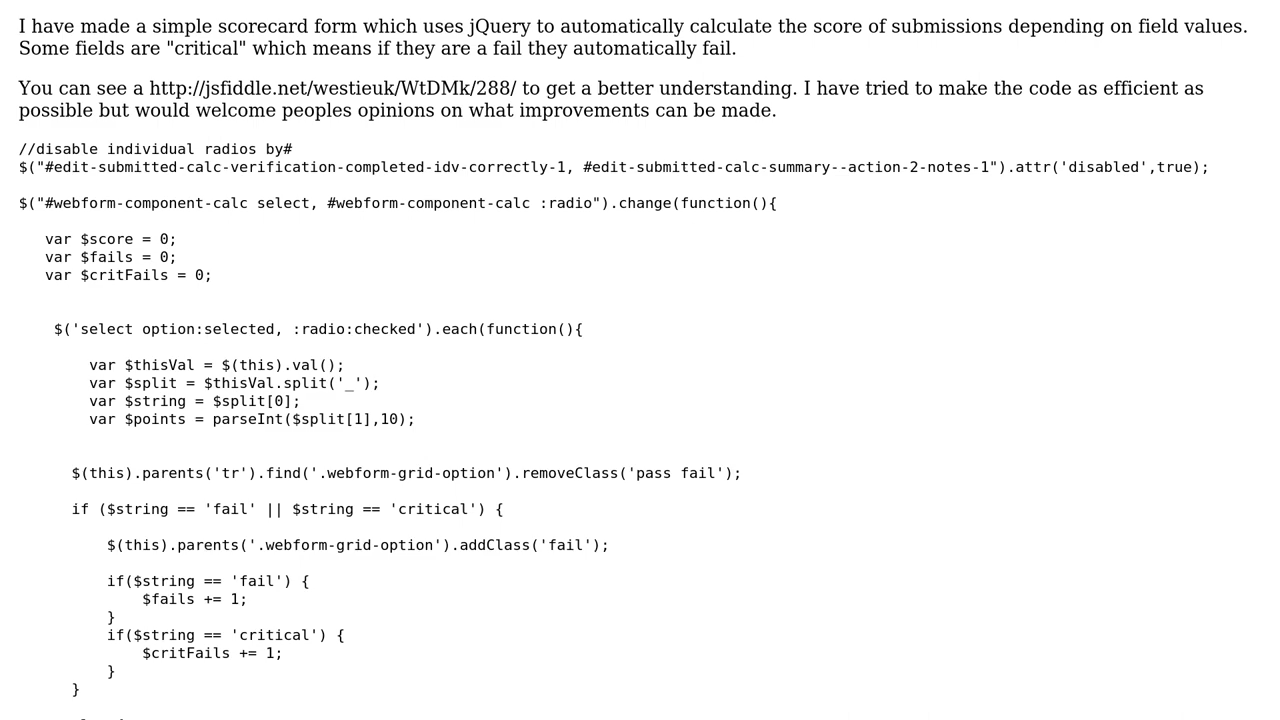 I have made a simple scorecard form which uses jQuery to automatically calculate the score of submissions depending on field values.
Some fields are "critical" which means if they are a fail they automatically fail.
You can see a http://jsfiddle.net/westieuk/WtDMk/288/ to get a better understanding. I have tried to make the code as efficient as
possible but would welcome peoples opinions on what improvements can be made.
//disable individual radios by#
$("#edit-submitted-calc-verification-completed-idv-correctly-1, #edit-submitted-calc-summary--action-2-notes-1").attr('disabled',true);
$("#webform-component-calc select, #webform-component-calc :radio").change(function(){
var $score = 0;
var $fails = 0;
var $critFails = 0;
$('select option:selected, :radio:checked').each(function(){
var $thisVal = $(this).val();
var $split = $thisVal.split('_');
var $string = $split[0];
var $points = parseInt($split[1],10);
$(this).parents('tr').find('.webform-grid-option').removeClass('pass fail');
if ($string == 'fail' || $string == 'critical') {
$(this).parents('.webform-grid-option').addClass('fail');
if($string == 'fail') {
$fails += 1;
}
if($string == 'critical') {
$critFails += 1;
}
}